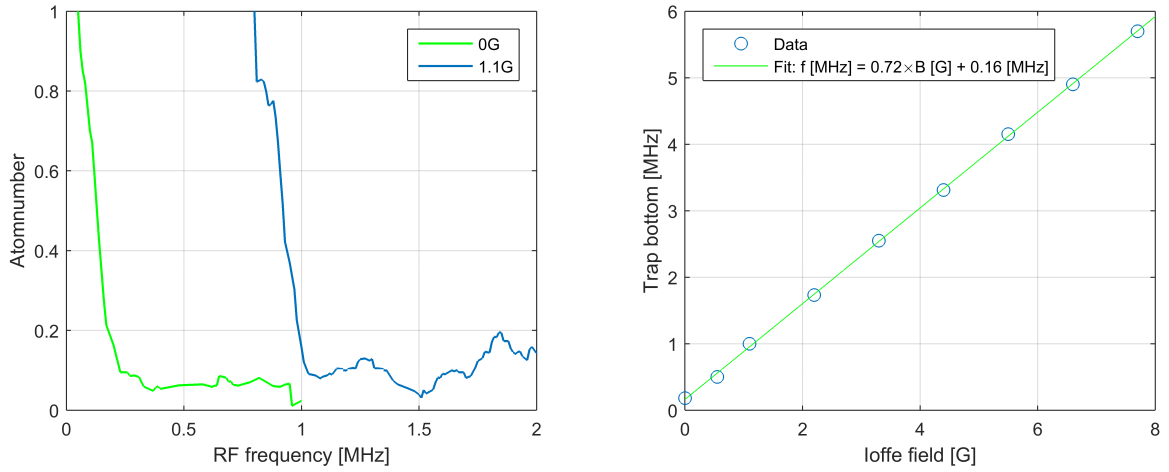 1
0.8
0.6
0.4
0.2
0
0
0.5
1
1.5
2
Atomnumber
RF frequency [MHz]
0G
1.1G
6
5
4
3
2
1
0
0
2
4
6
8
Trap bottom [MHz]
Ioffe field [G]
Data
Fit: f [MHz] = 0.72×B [G] + 0.16 [MHz]